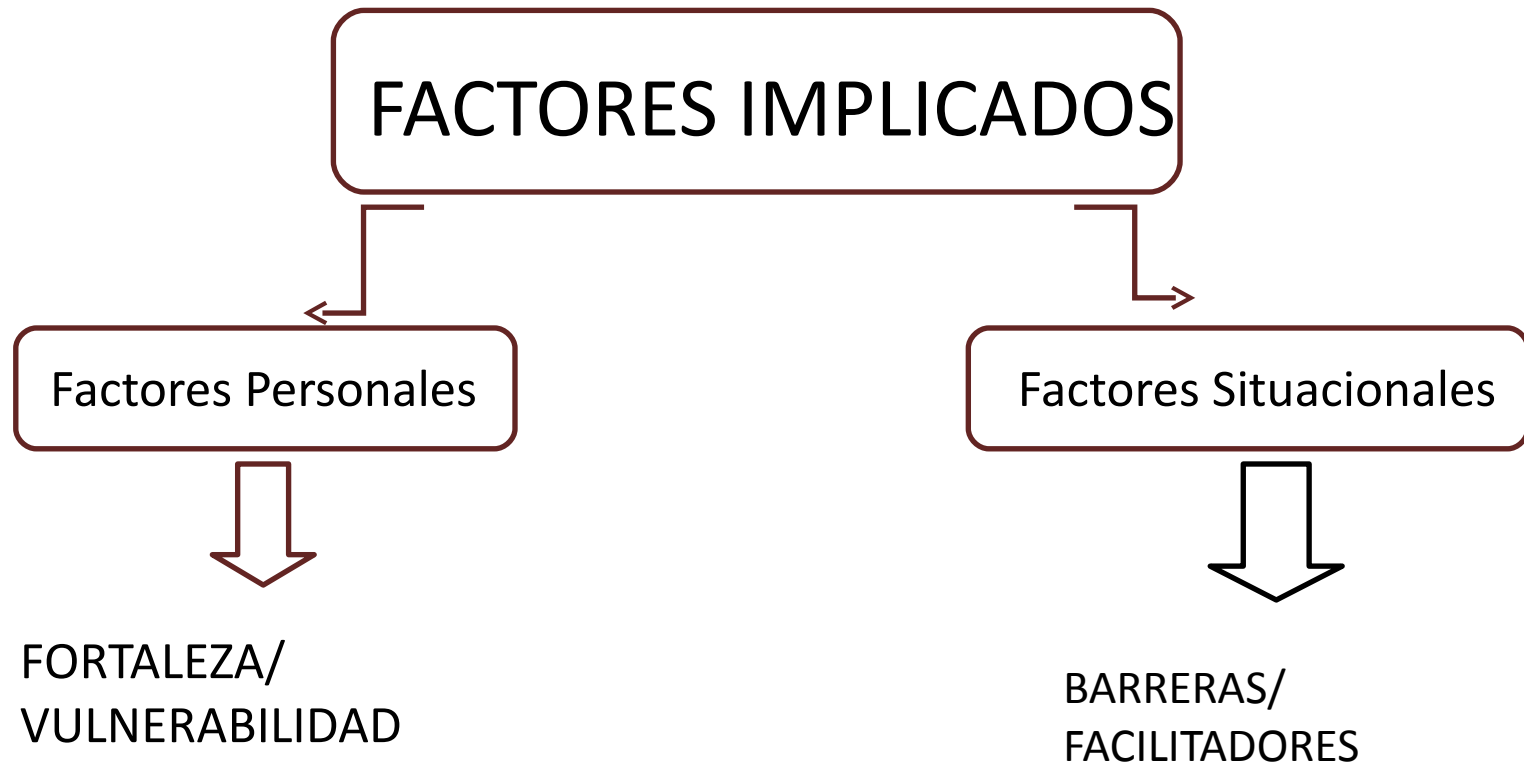 FACTORES IMPLICADOS
Factores Personales
Factores Situacionales
FORTALEZA/
VULNERABILIDAD
BARRERAS/
FACILITADORES